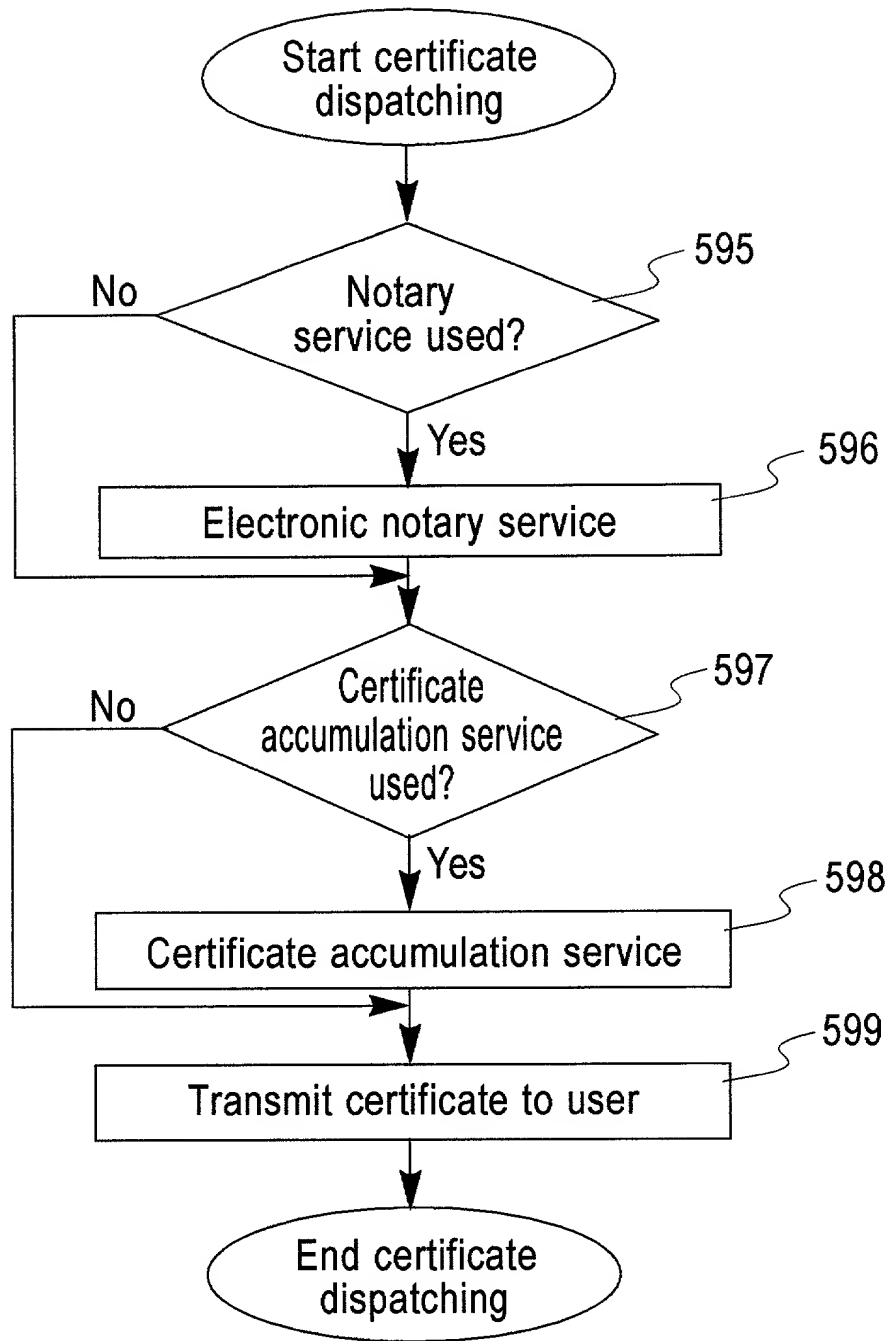 Start certificate
dispatching
595
No
Notary
service used?
Yes
596
Electronic notary service
597
No
Certificate
accumulation service
used?
Yes
598
Certificate accumulation service
599
Transmit certificate to user
End certificate
dispatching